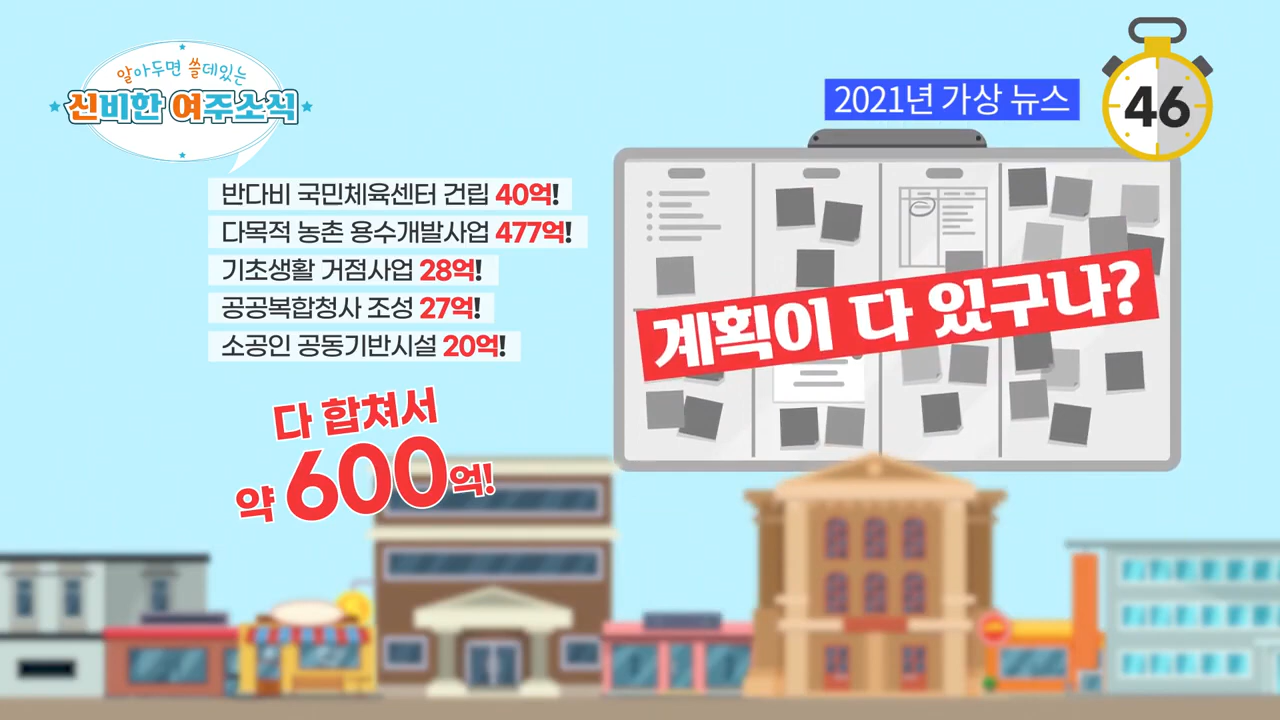 알아두면 쓸데있는
신비한 여주소식
2021년 가상 뉴스
46
반다비 국민체육센터 건립 40억!
다목적 농촌 용수개발사업 477억!
기초생활 거점사업 28억!
공공복합청사 조성 27억!
소공인 공동기반시설 20억!
계획이 다 있구나?
다 합쳐서
약 600억!